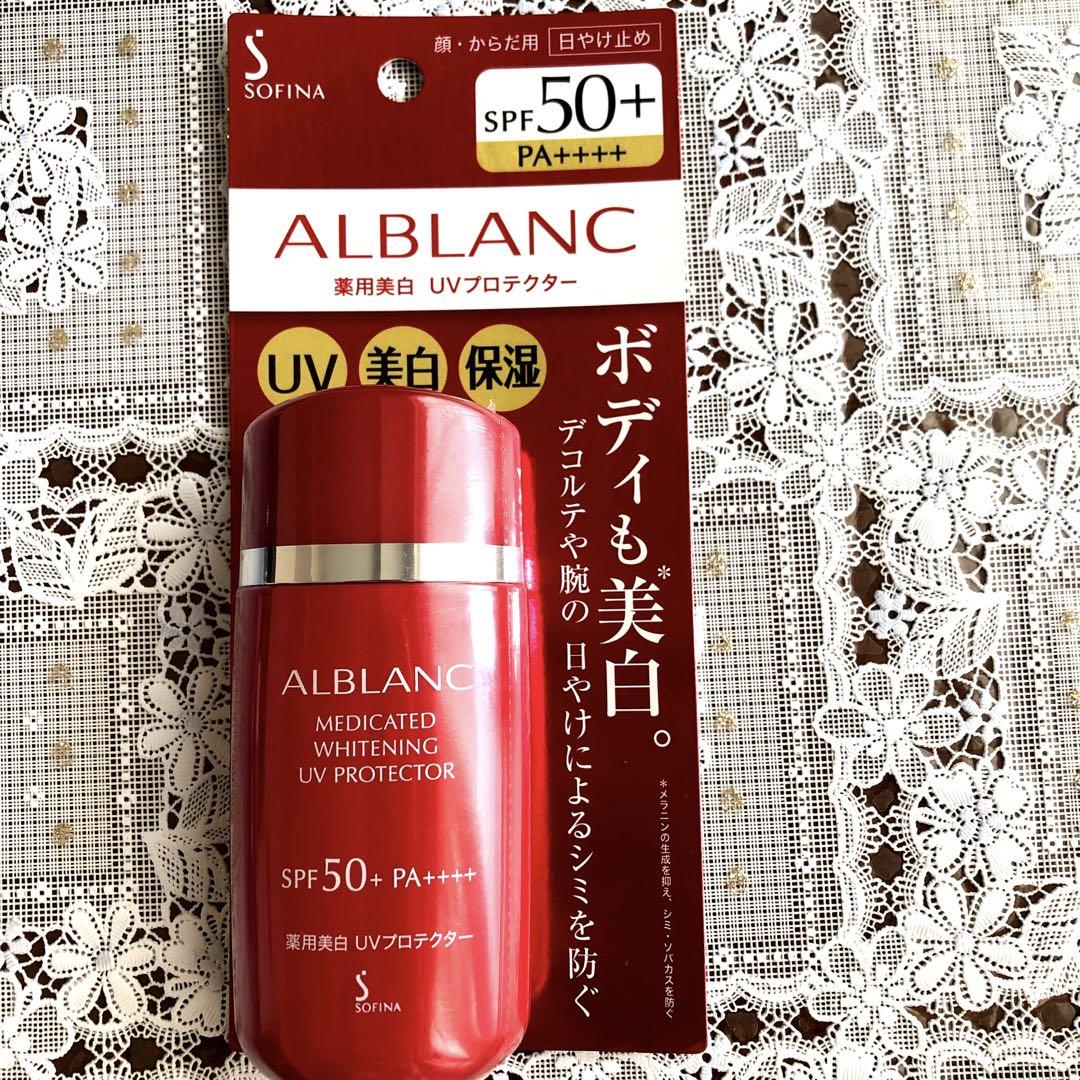 SOFINA
顔・からだ用 日やけ止め
SPF50+
PA++++
ALBLANC
薬用美白 UVプロテクター
UV 美白 保湿
ボディも美白*。
デコルテや腕の 日やけによるシミを防ぐ
*メラニンの生成を抑え、シミ・ソバカスを防ぐ
ALBLANC
MEDICATED
WHITENING
UV PROTECTOR
SPF50+ PA++++
薬用美白 UVプロテクター
SOFINA